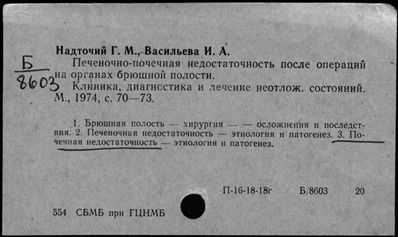 Надточий Г. М., Васильева И. А.
Б
8603
Печеночно-почечная недостаточность после операций
на органах брюшной полости.
Клиника, диагностика и лечение неотлож. состояний.
М., 1974, с. 70—73.
1. Брюшная полость — хирургия — — осложнения и последст-
вия. 2. Печеночная недостаточность — этиология и патогенез. 3. По-
чечная недостаточность — этиология и патогенез.
П-16-18-18г Б/8603 20
554 СБМБ при ГЦНМБ